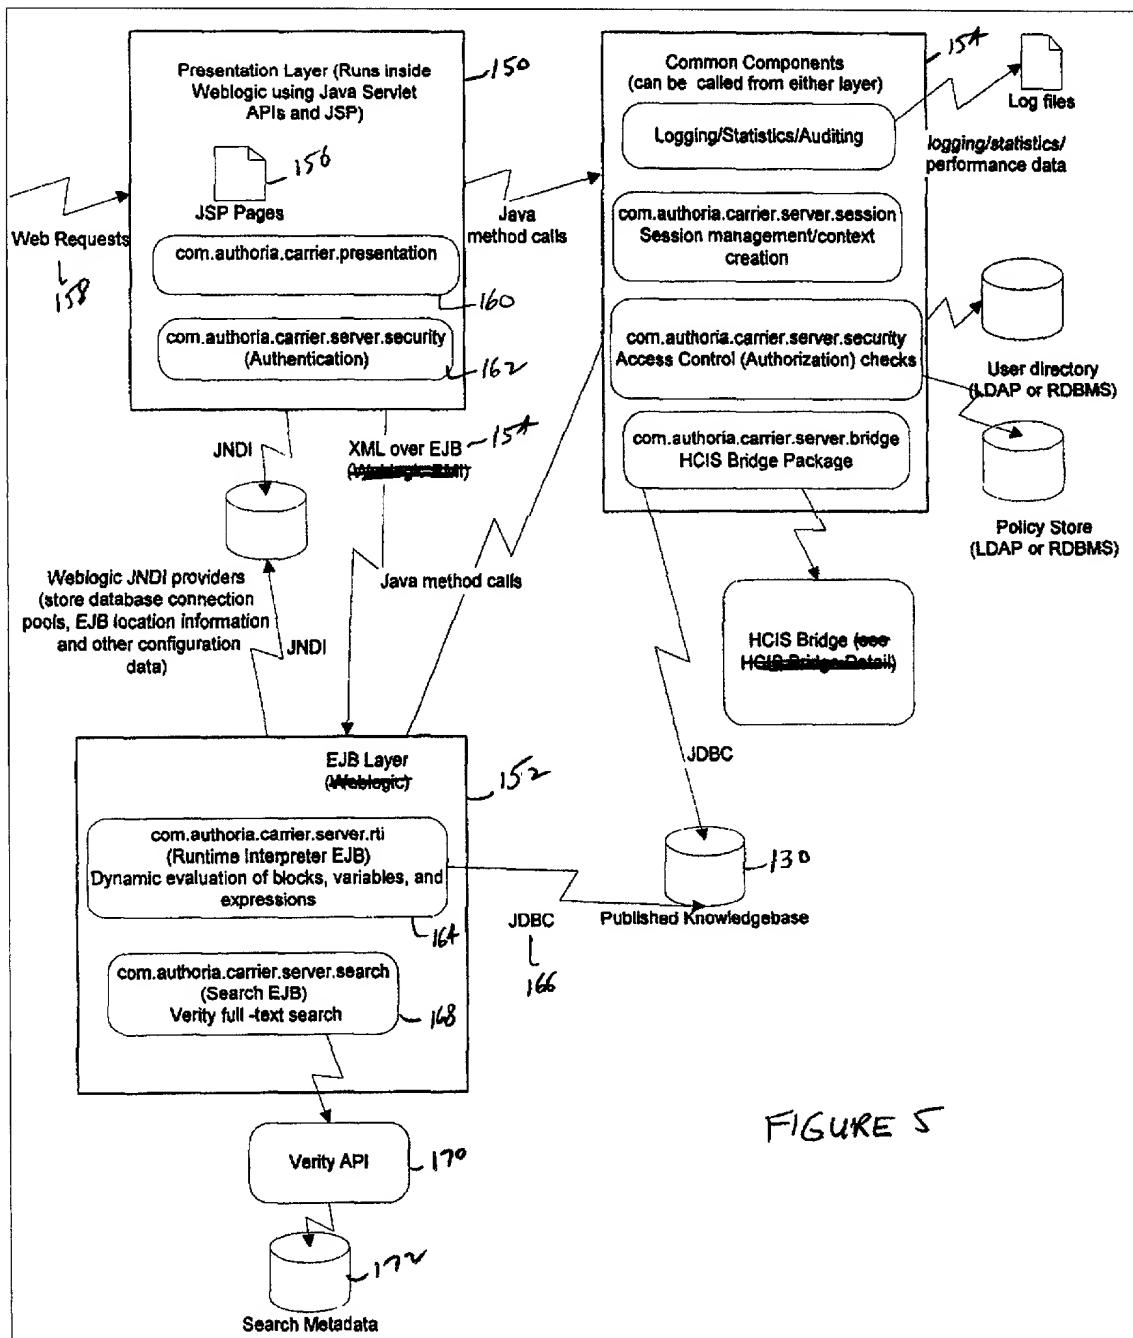 Presentation Layer (Runs inside
Weblogic using Java Servlet
APIs and JSP)
150
156
JSP Pages
Web Requests
158
com.authoria.carrier.presentation
160
com.authoria.carrier.server.security
(Authentication)
162
Java
method calls
Common Components
(can be called from either layer)
154
Logging/Statistics/Auditing
Log files
logging/statistics/
performance data
com.authoria.carrier.server.session
Session management/context
creation
com.authoria.carrier.server.security
Access Control (Authorization) checks
User directory
(LDAP or RDBMS)
com.authoria.carrier.server.bridge
HCIS Bridge Package
Policy Store
(LDAP or RDBMS)
JNDI
XML over EJB
154
Weblogic JNDI providers
(store database connection
pools, EJB location information
and other configuration
data)
JNDI
Java method calls
HCIS Bridge (see
HCIS Bridge Detail)
JDBC
EJB Layer
(Weblogic)
152
com.authoria.carrier.server.rti
(Runtime Interpreter EJB)
Dynamic evaluation of blocks, variables, and
expressions
164
JDBC
166
130
Published Knowledgebase
com.authoria.carrier.server.search
(Search EJB)
Verity full -text search
168
Verity API
170
172
Search Metadata
FIGURE 5